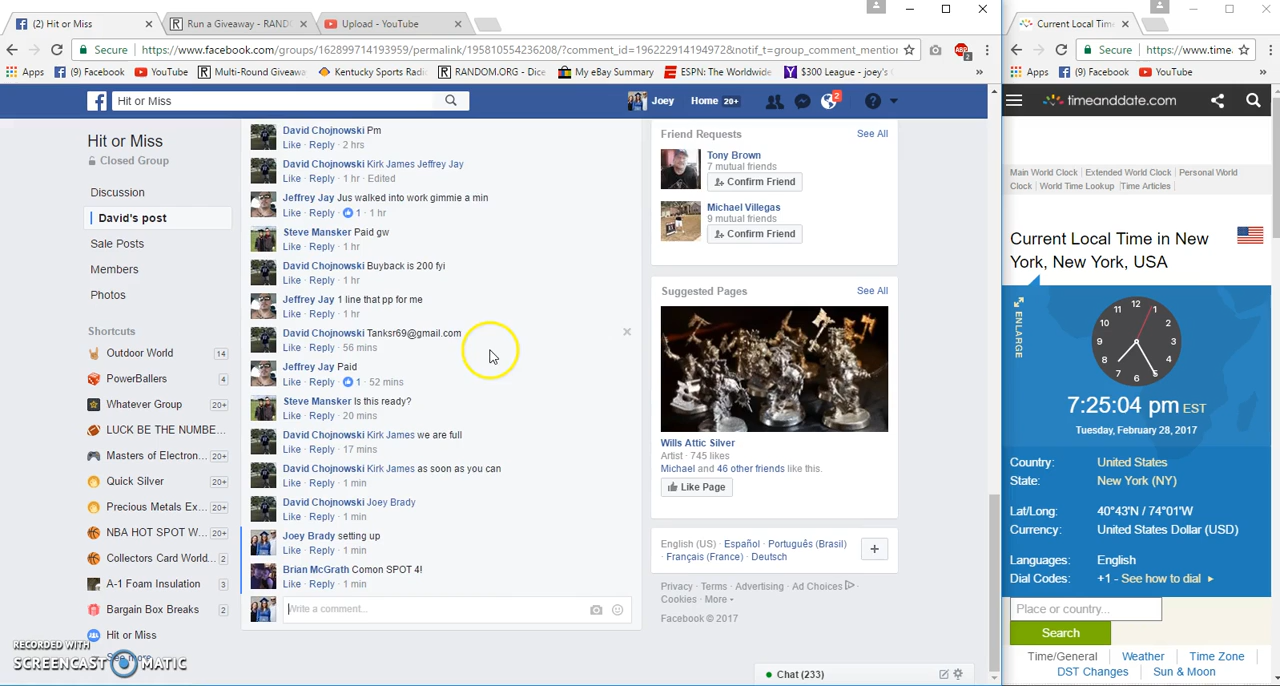 (2) Hit or Miss
Run a Giveaway - RAND
Upload - YouTube
Current Local Time
Secure
https://www.facebook.com/groups/162899714193959/permalink/195810554236208/?comment_id=196222914194972&notif_t=group_comment_mention
Secure
https://www.time.
Apps
(9) Facebook
YouTube
Multi-Round Giveaway
Kentucky Sports Radio
RANDOM.ORG - Dice
My eBay Summary
ESPN: The Worldwide
$300 League - joey's
»
Apps
(9) Facebook
YouTube
Hit or Miss
Joey
Home 20+
2
timeanddate.com
Hit or Miss
Closed Group
Discussion
David's post
Sale Posts
Members
Photos
Shortcuts
Outdoor World 14
PowerBallers 4
Whatever Group 20+
LUCK BE THE NUMBE...
Masters of Electron... 20+
Quick Silver 20+
Precious Metals Ex... 20+
NBA HOT SPOT W... 20+
Collectors Card World... 2
A-1 Foam Insulation 3
Bargain Box Breaks 2
Hit or Miss
See more...
RECORDED WITH
SCREENCAST MATIC
David Chojnowski Pm
Like · Reply · 2 hrs
David Chojnowski Kirk James Jeffrey Jay
Like · Reply · 1 hr · Edited
Jeffrey Jay Jus walked into work gimmie a min
Like · Reply · 1 · 1 hr
Steve Mansker Paid gw
Like · Reply · 1 hr
David Chojnowski Buyback is 200 fyi
Like · Reply · 1 hr
Jeffrey Jay 1 line that pp for me
Like · Reply · 1 hr
David Chojnowski Tanksr69@gmail.com
Like · Reply · 56 mins
Jeffrey Jay Paid
Like · Reply · 1 · 52 mins
Steve Mansker Is this ready?
Like · Reply · 20 mins
David Chojnowski Kirk James we are full
Like · Reply · 17 mins
David Chojnowski Kirk James as soon as you can
Like · Reply · 1 min
David Chojnowski Joey Brady
Like · Reply · 1 min
Joey Brady setting up
Like · Reply · 1 min
Brian McGrath Comon SPOT 4!
Like · Reply · 1 min
Write a comment...
Friend Requests
See All
Tony Brown
7 mutual friends
Confirm Friend
Michael Villegas
9 mutual friends
Confirm Friend
Suggested Pages
See All
Wills Attic Silver
Artist · 745 likes
Michael and 46 other friends like this.
Like Page
English (US) · Español · Português (Brasil) ·
Français (France) · Deutsch
Privacy · Terms · Advertising · Ad Choices ·
Cookies · More
Facebook © 2017
Chat (233)
Main World Clock
Extended World Clock
Personal World
Clock
World Time Lookup
Time Articles
Current Local Time in New
York, New York, USA
ENLARGE
12 1 2 3 4 5 6 7 8 9 10 11
7:25:04 pm EST
Tuesday, February 28, 2017
Country: United States
State: New York (NY)
Lat/Long: 40°43'N / 74°01'W
Currency: United States Dollar (USD)
Languages: English
Dial Codes: +1 - See how to dial
Place or country...
Search
Time/General
Weather
Time Zone
DST Changes
Sun & Moon